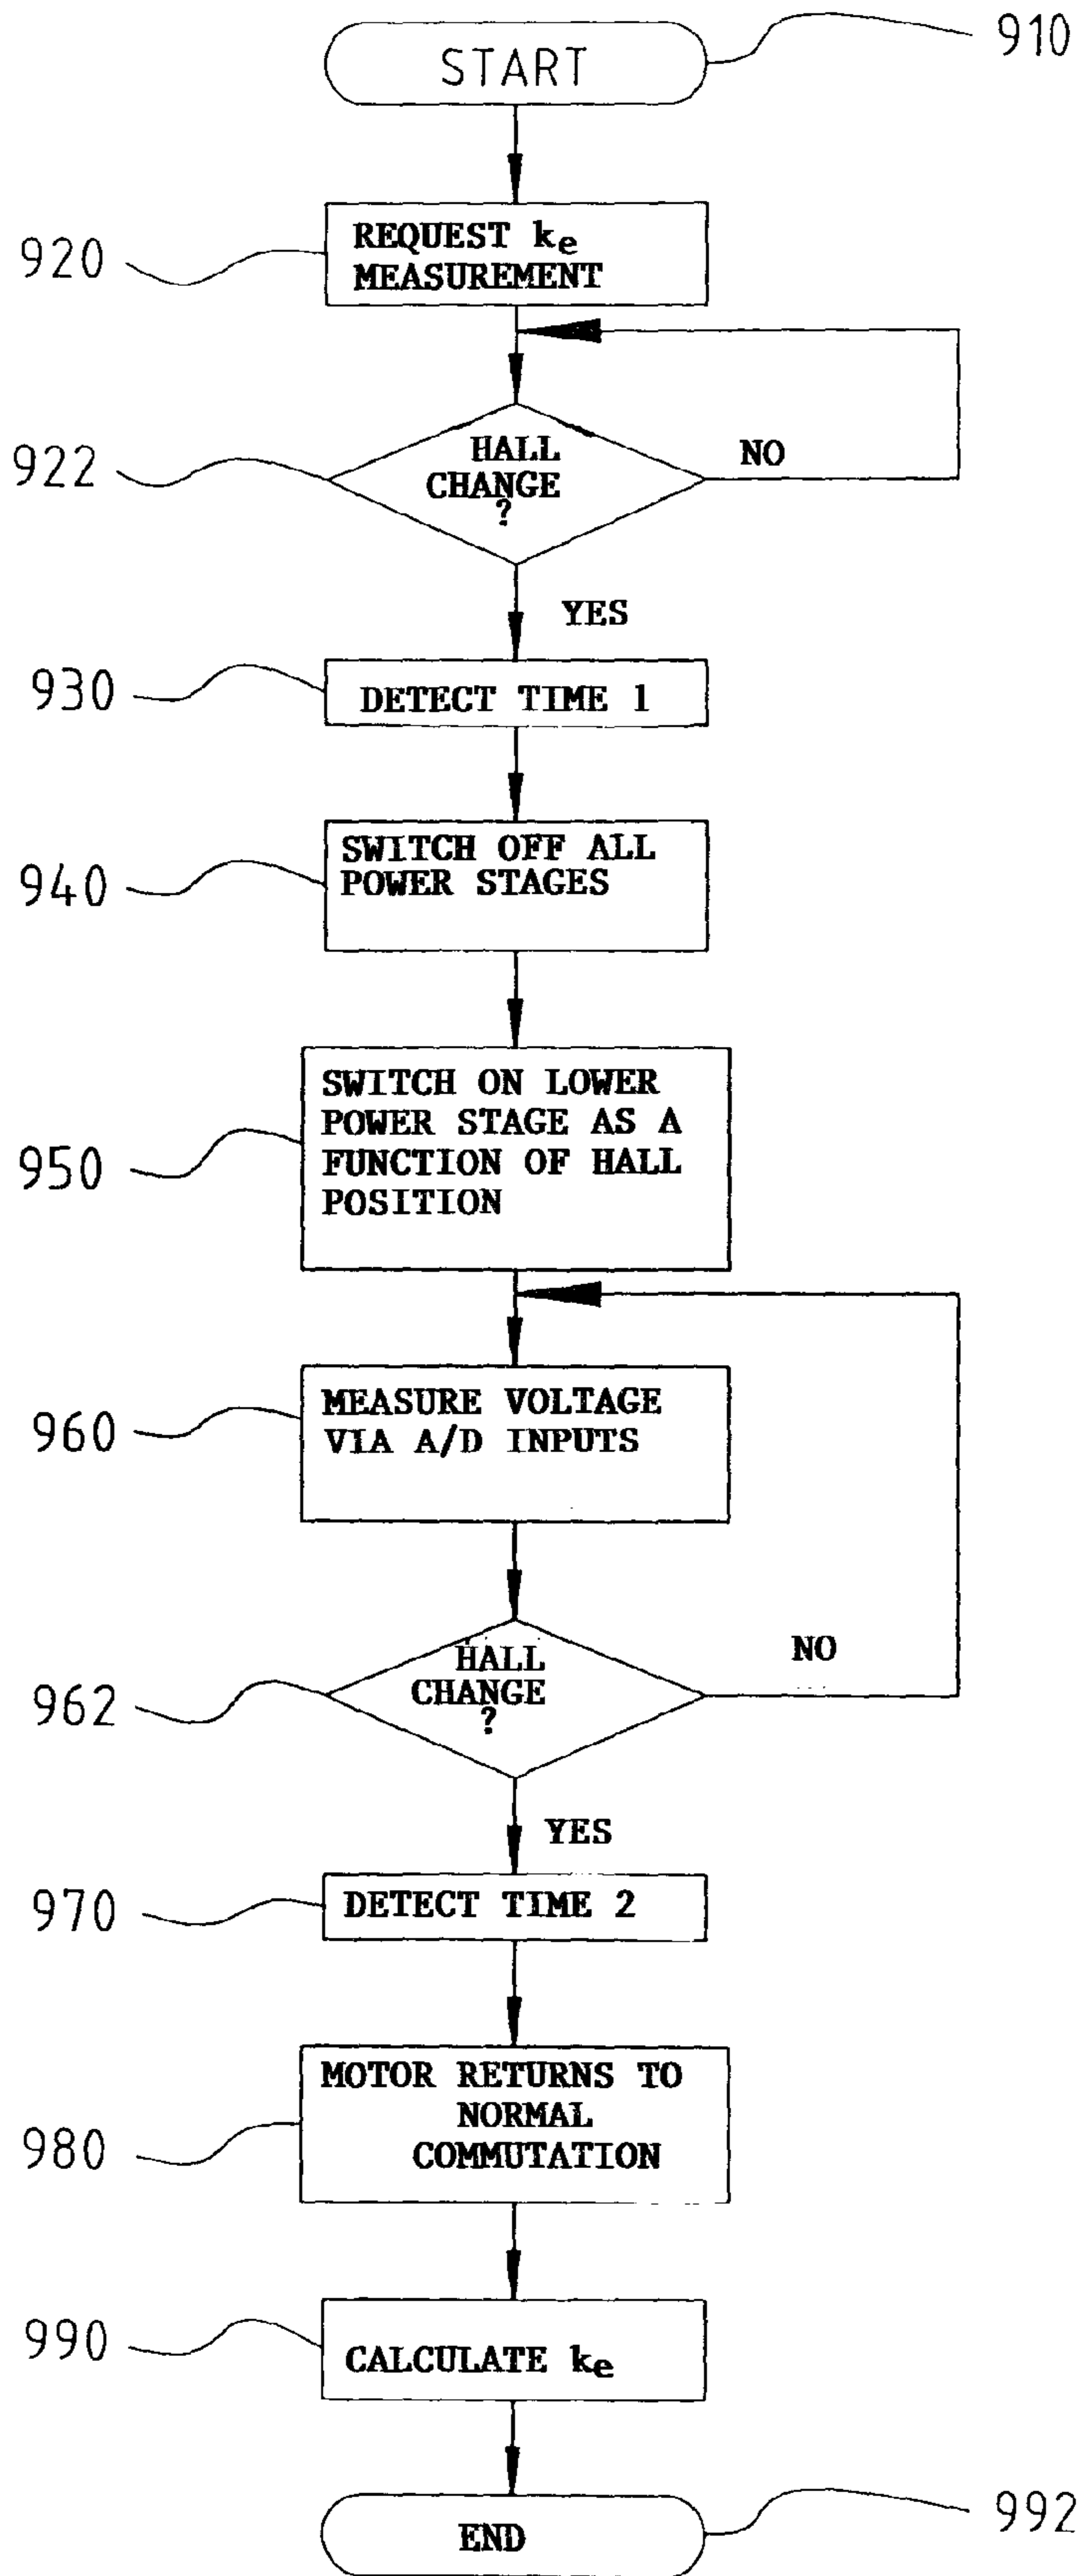 START
910
REQUEST ke
MEASUREMENT
920
HALL
CHANGE
?
NO
922
YES
DETECT TIME 1
930
SWITCH OFF ALL
POWER STAGES
940
SWITCH ON LOWER
POWER STAGE AS A
FUNCTION OF HALL
POSITION
950
MEASURE VOLTAGE
VIA A/D INPUTS
960
HALL
CHANGE
?
NO
962
YES
DETECT TIME 2
970
MOTOR RETURNS TO
NORMAL
COMMUTATION
980
CALCULATE ke
990
END
992